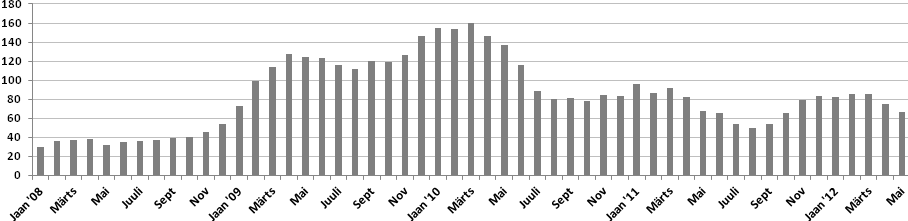 180
160
140
120
100
80
60
40
20
0
Jaan '08
Märts
Mai
Juuli
Sept
Nov
Jaan '09
Märts
Mai
Juuli
Sept
Nov
Jaan '10
Märts
Mai
Juuli
Sept
Nov
Jaan '11
Märts
Mai
Juuli
Sept
Nov
Jaan '12
Märts
Mai